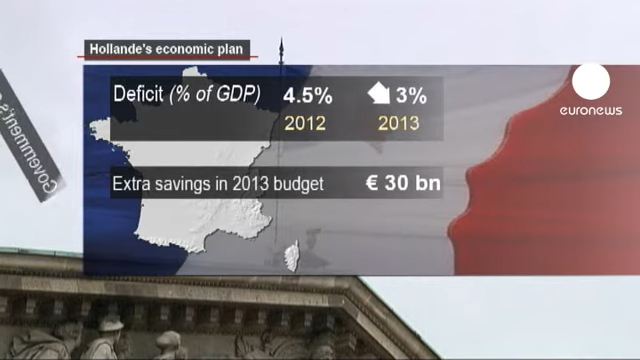 Hollande's economic plan
Deficit (% of GDP) 4.5% 3%
2012 2013
Extra savings in 2013 budget € 30 bn
euronews
Government's